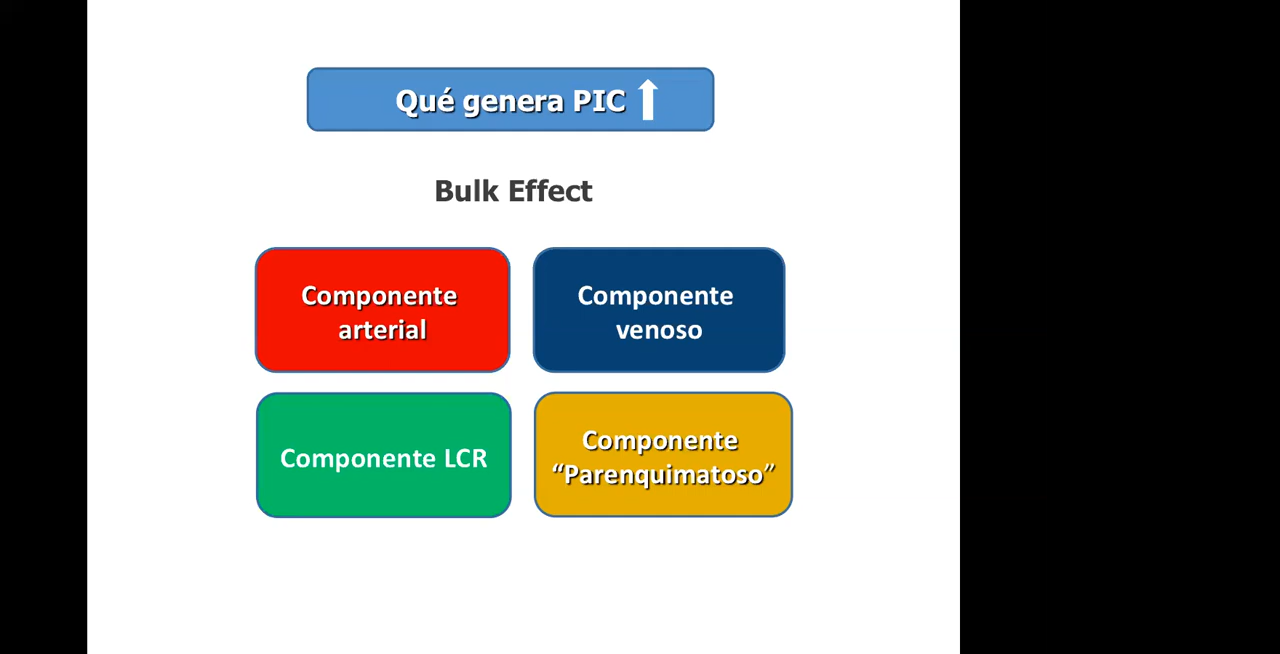 Qué genera PIC
Bulk Effect
Componente
arterial
Componente
venoso
Componente LCR
Componente
“Parenquimatoso”